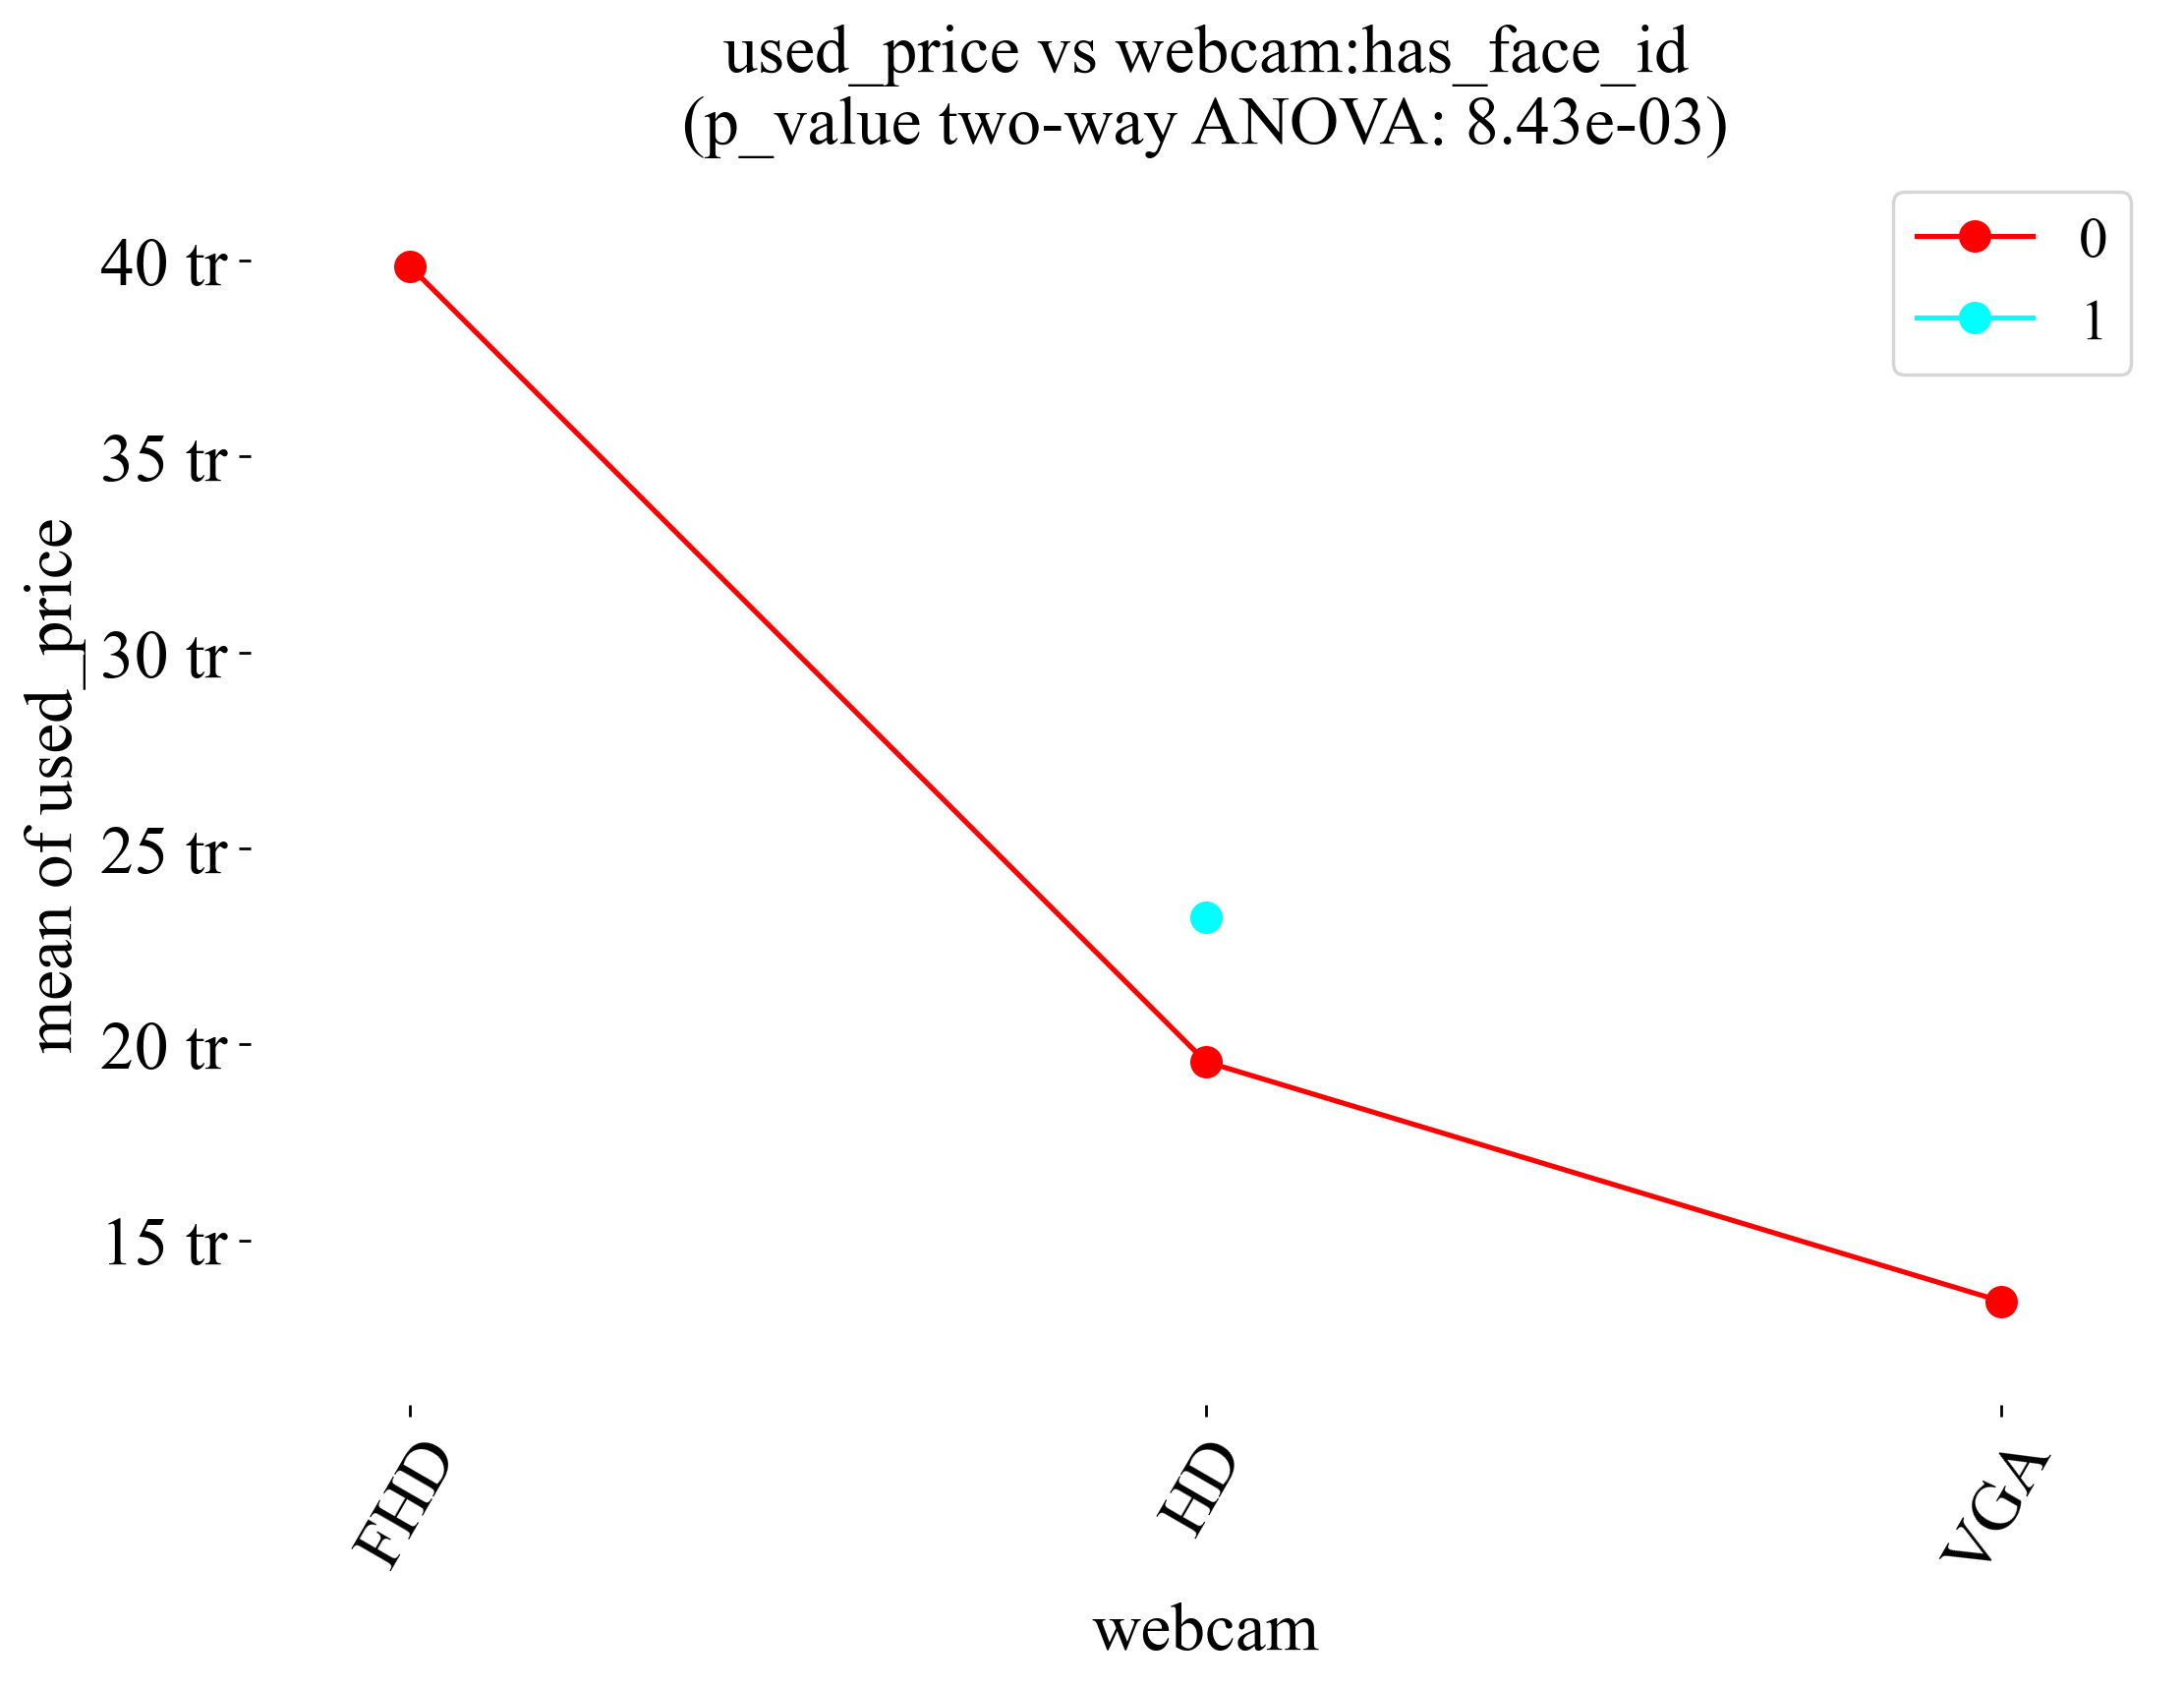 used_price vs webcam:has_face_id
(p_value two-way ANOVA: 8.43e-03)
0
1
40 tr
35 tr
30 tr
25 tr
20 tr
15 tr
mean of used_price
FHD
HD
VGA
webcam